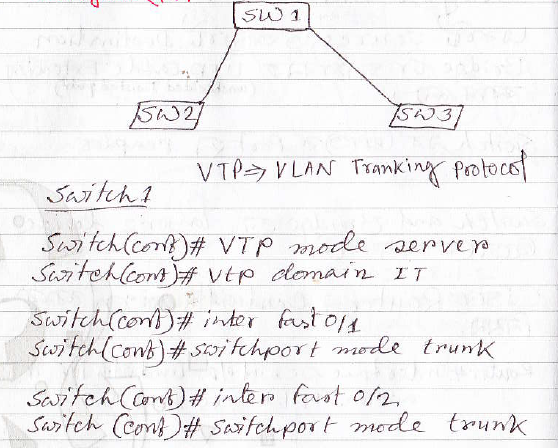 SW1
SW2
SW3
VTP⇒ VLAN Tranking Protocol
Switch1
Switch(conf)# VTP mode server
Switch(conf)# vtp domain IT
Switch(conf)# inter fast 0/1
Switch(conf)# switchport mode trunk
Switch(conf)# inter fast 0/2
Switch (conf)# switchport mode trunk